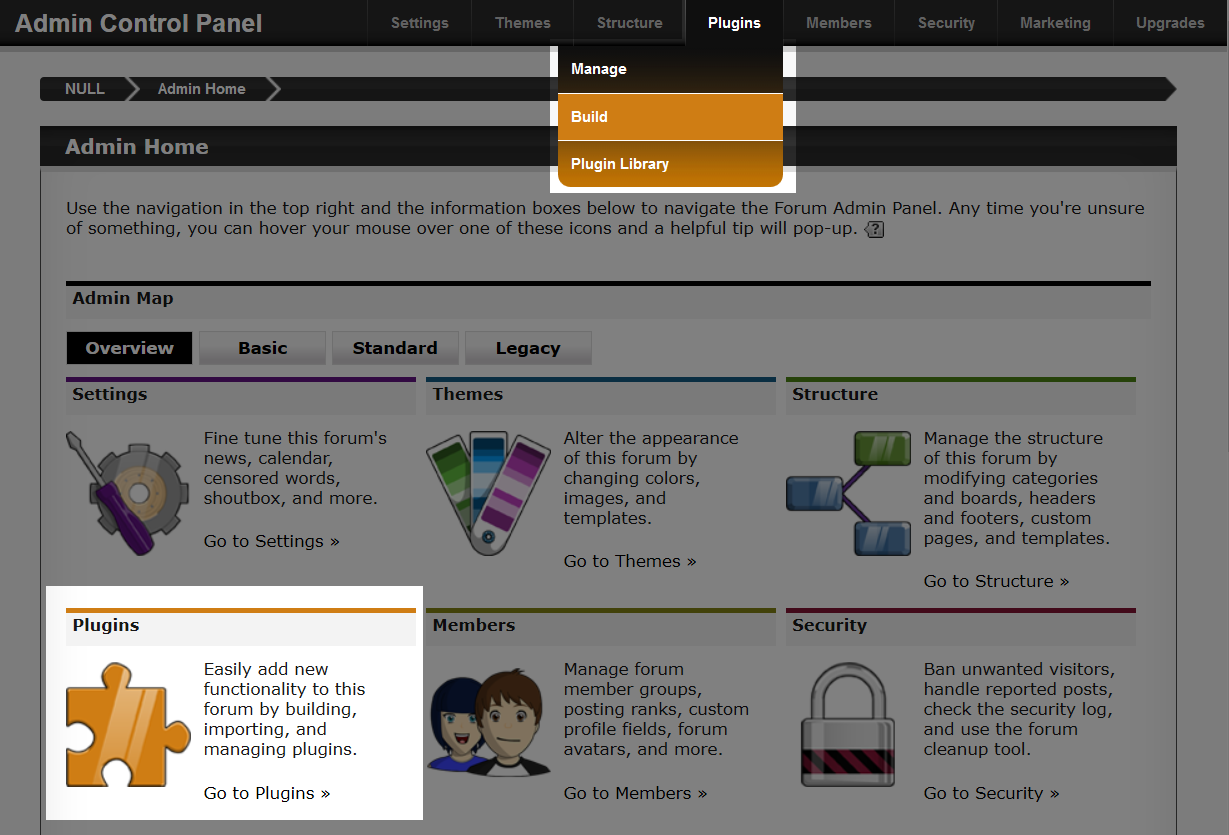 Admin Control Panel
Settings
Themes
Structure
Plugins
Members
Security
Marketing
Upgrades
Manage
Build
Plugin Library
NULL
Admin Home
Admin Home
Use the navigation in the top right and the information boxes below to navigate the Forum Admin Panel. Any time you're unsure
of something, you can hover your mouse over one of these icons and a helpful tip will pop-up. ?
Admin Map
Overview
Basic
Standard
Legacy
Settings
Fine tune this forum's
news, calendar,
censored words,
shoutbox, and more.
Go to Settings »
Themes
Alter the appearance
of this forum by
changing colors,
images, and
templates.
Go to Themes »
Structure
Manage the structure
of this forum by
modifying categories
and boards, headers
and footers, custom
pages, and templates.
Go to Structure »
Plugins
Easily add new
functionality to this
forum by building,
importing, and
managing plugins.
Go to Plugins »
Members
Manage forum
member groups,
posting ranks, custom
profile fields, forum
avatars, and more.
Go to Members »
Security
Ban unwanted visitors,
handle reported posts,
check the security log,
and use the forum
cleanup tool.
Go to Security »